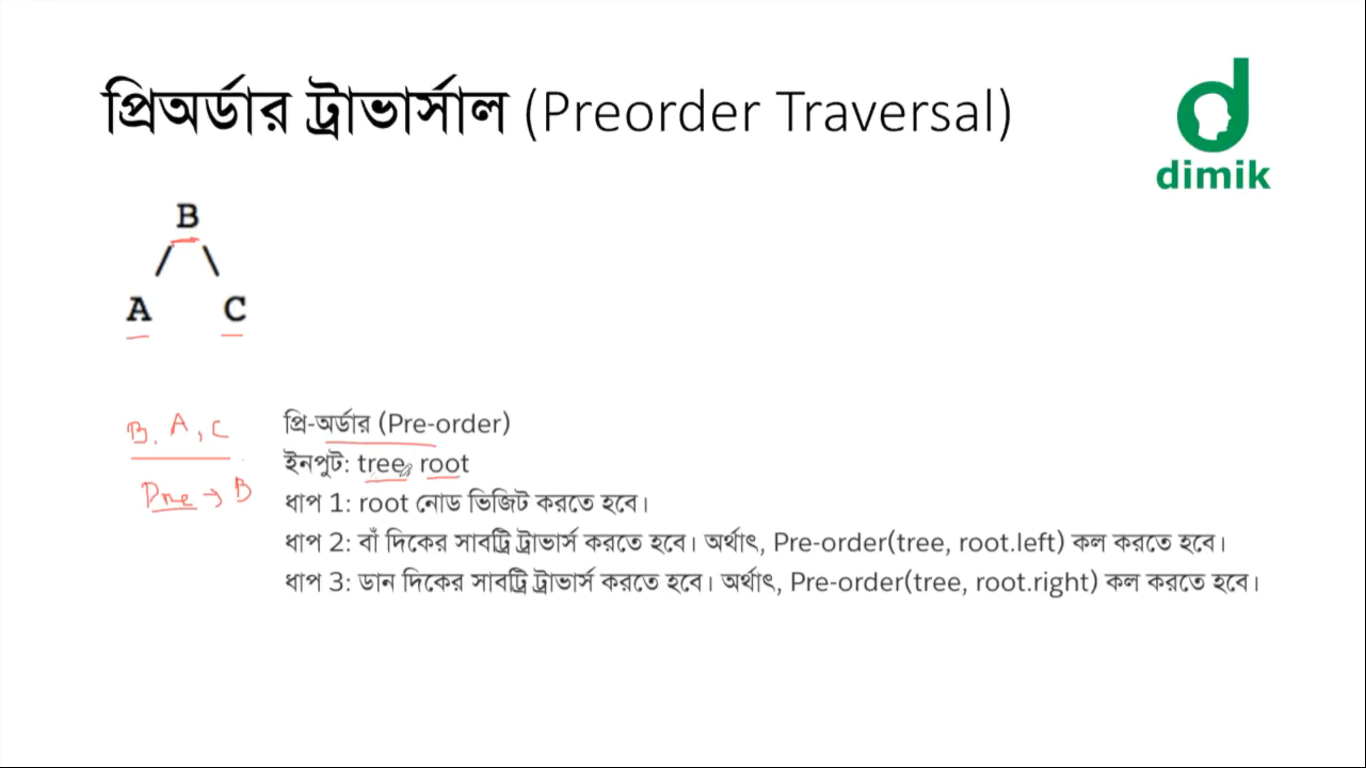 প্রিঅর্ডার ট্রাভার্সাল (Preorder Traversal)
dimik
B
A C
B, A, C
Pre → B
প্রি-অর্ডার (Pre-order)
ইনপুট: tree, root
ধাপ 1: root নোড ভিজিট করতে হবে।
ধাপ 2: বাঁ দিকের সাবট্রি ট্রাভার্স করতে হবে। অর্থাৎ, Pre-order(tree, root.left) কল করতে হবে।
ধাপ 3: ডান দিকের সাবট্রি ট্রাভার্স করতে হবে। অর্থাৎ, Pre-order(tree, root.right) কল করতে হবে।